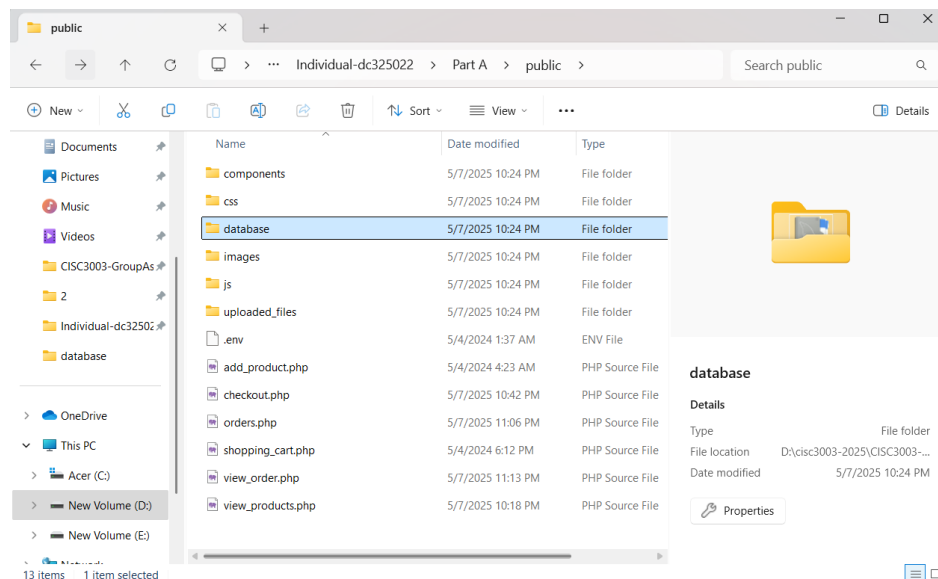 public
Individual-dc325022 Part A public Search public
New Sort View Details
Name Date modified Type
Documents
Pictures
Music
Videos
CISC3003-GroupAs
2
Individual-dc32502
database
OneDrive
This PC
Acer (C:)
New Volume (D:)
New Volume (E:)
components 5/7/2025 10:24 PM File folder
css 5/7/2025 10:24 PM File folder
database 5/7/2025 10:24 PM File folder
images 5/7/2025 10:24 PM File folder
js 5/7/2025 10:24 PM File folder
uploaded_files 5/7/2025 10:24 PM File folder
.env 5/4/2024 1:37 AM ENV File
add_product.php 5/4/2024 4:23 AM PHP Source File
checkout.php 5/7/2025 10:42 PM PHP Source File
orders.php 5/7/2025 11:06 PM PHP Source File
shopping_cart.php 5/4/2024 6:12 PM PHP Source File
view_order.php 5/7/2025 11:13 PM PHP Source File
view_products.php 5/7/2025 10:18 PM PHP Source File
database
Details
Type File folder
File location D:\cisc3003-2025\CISC3003-...
Date modified 5/7/2025 10:24 PM
Properties
13 items 1 item selected